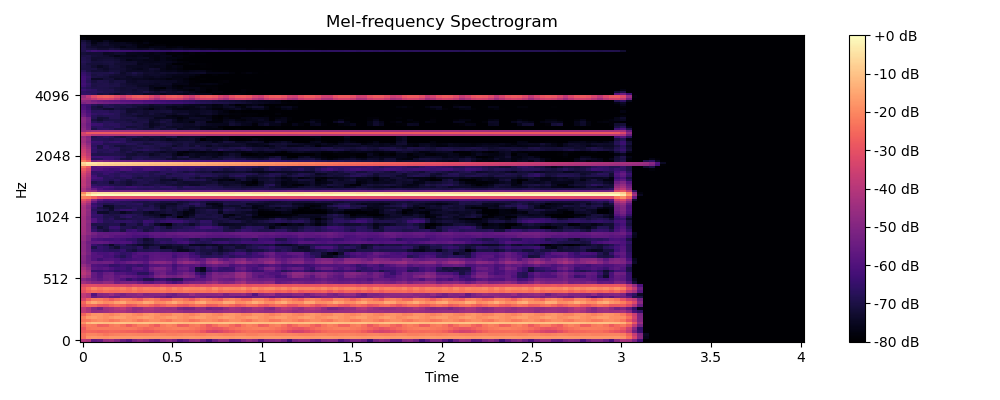 Mel-frequency Spectrogram
Hz
4096
2048
1024
512
0
0
0.5
1
1.5
2
2.5
3
3.5
4
Time
+0 dB
-10 dB
-20 dB
-30 dB
-40 dB
-50 dB
-60 dB
-70 dB
-80 dB